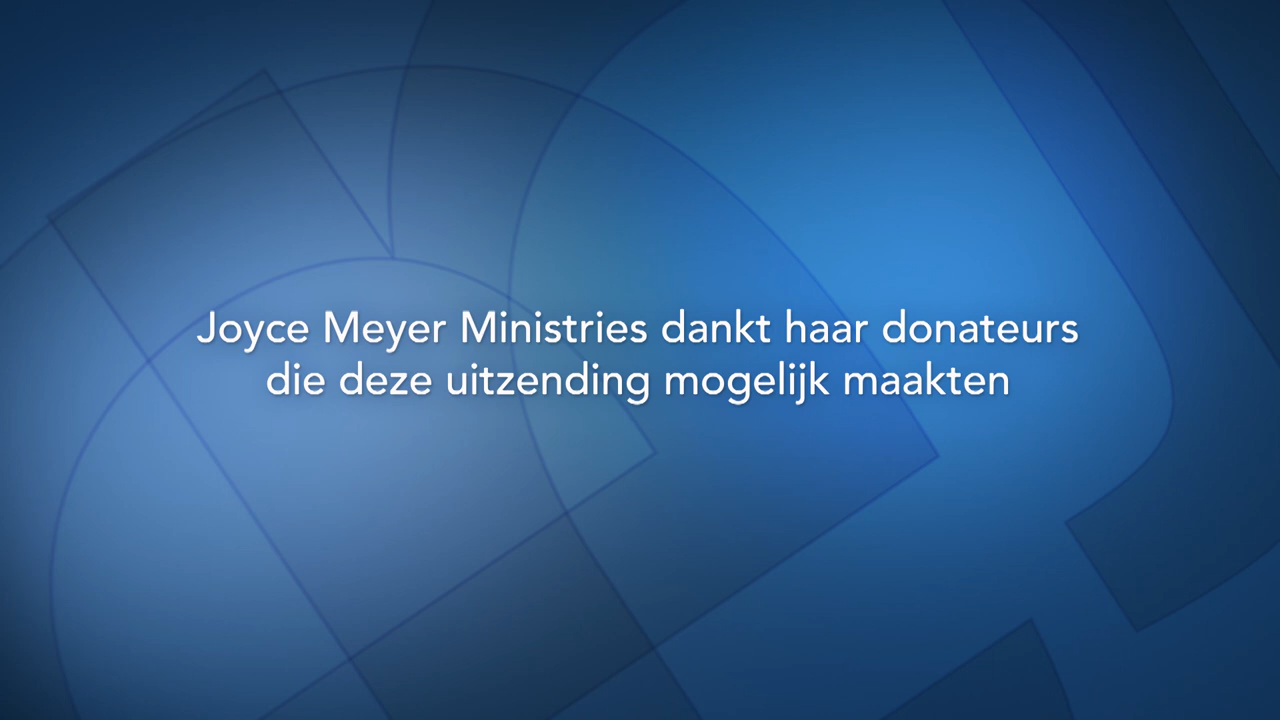 Joyce Meyer Ministries dankt haar donateurs
die deze uitzending mogelijk maakten